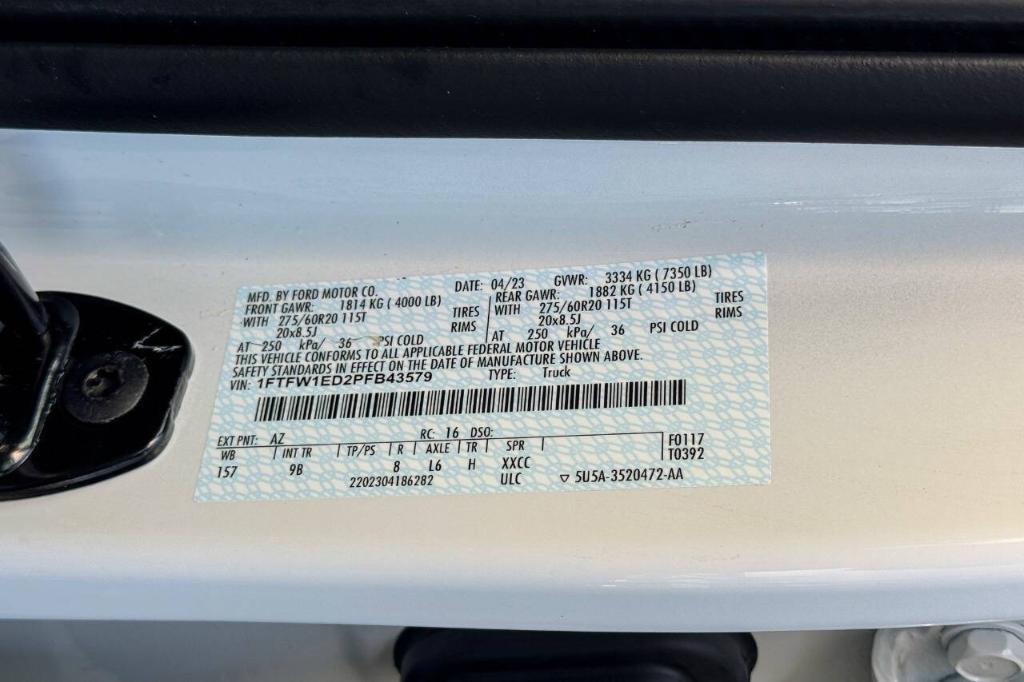 MFD. BY FORD MOTOR CO. DATE: 04/23 GVWR: 3334 KG ( 7350 LB)
FRONT GAWR: 1814 KG ( 4000 LB) REAR GAWR: 1882 KG ( 4150 LB)
WITH 275/60R20 115T TIRES WITH 275/60R20 115T TIRES
20x8.5J RIMS 20x8.5J RIMS
AT 250 kPa/ 36 PSI COLD AT 250 kPa/ 36 PSI COLD
THIS VEHICLE CONFORMS TO ALL APPLICABLE FEDERAL MOTOR VEHICLE
SAFETY STANDARDS IN EFFECT ON THE DATE OF MANUFACTURE SHOWN ABOVE.
VIN: 1FTFW1ED2PFB43579 TYPE: Truck
EXT PNT: AZ RC: 16 DSO: F0117
WB INT TR TP/PS R AXLE TR SPR T0392
157 9B 8 L6 H XXCC
2202304186282 ULC ▽ 5U5A-3520472-AA